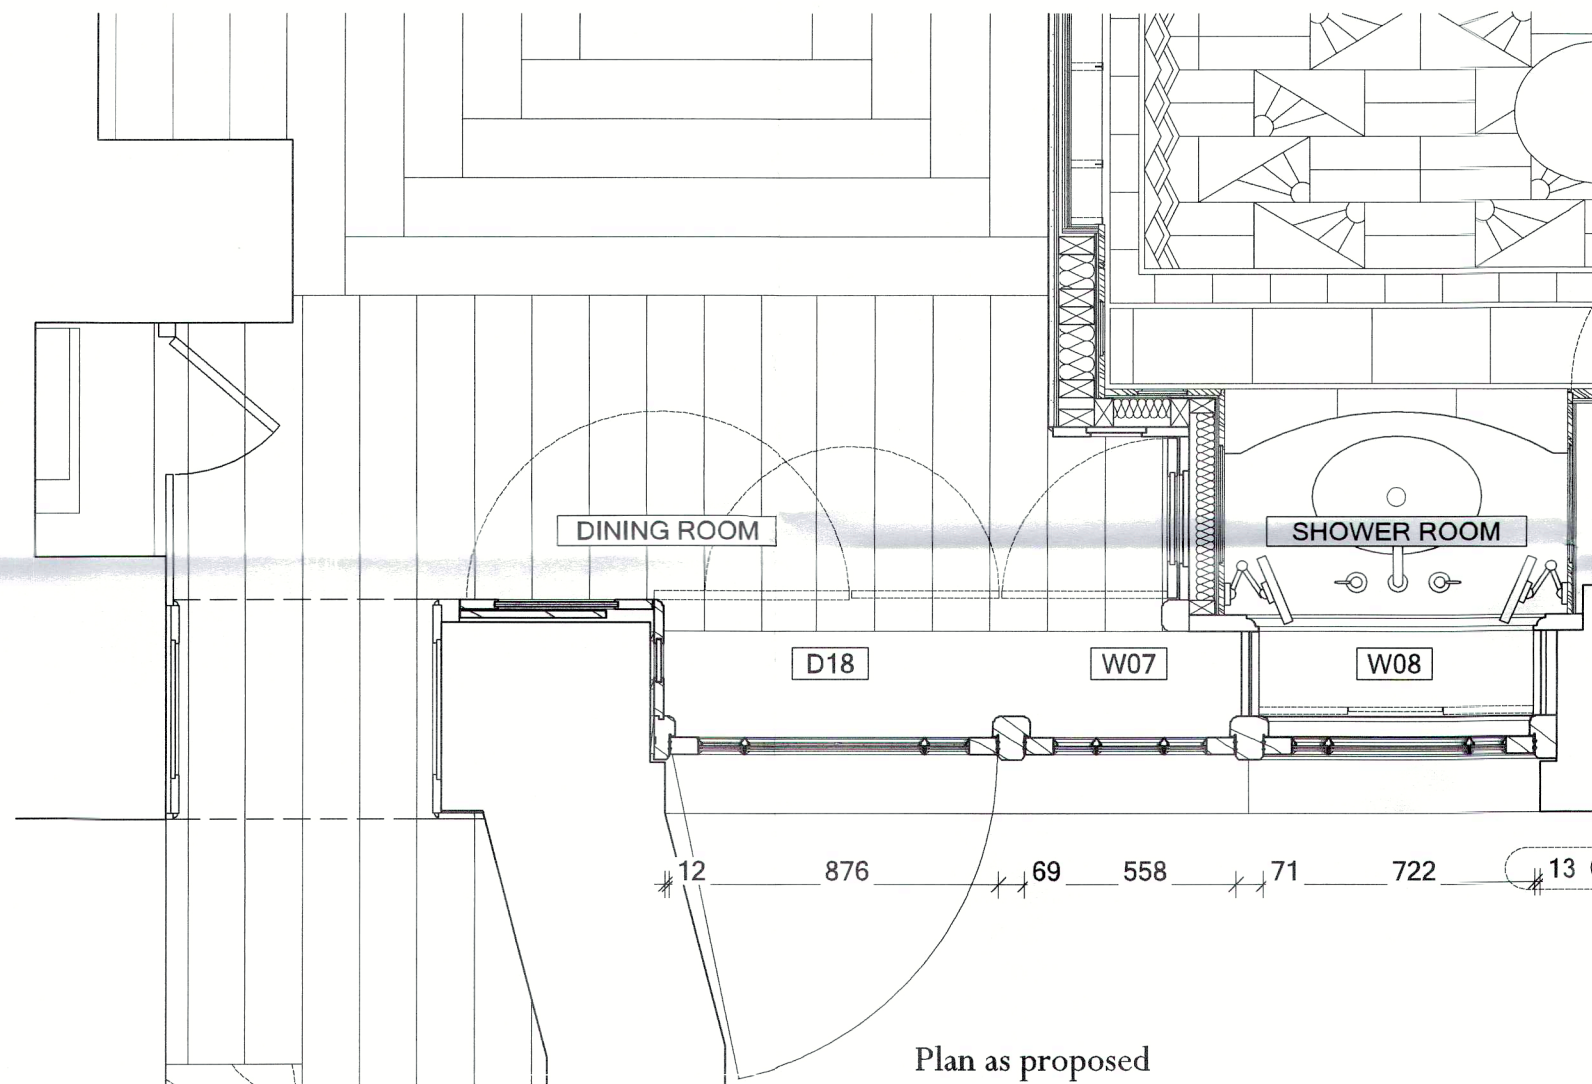 DINING ROOM
SHOWER ROOM
D18
W07
W08
12 876 69 558 71 722 13
Plan as proposed